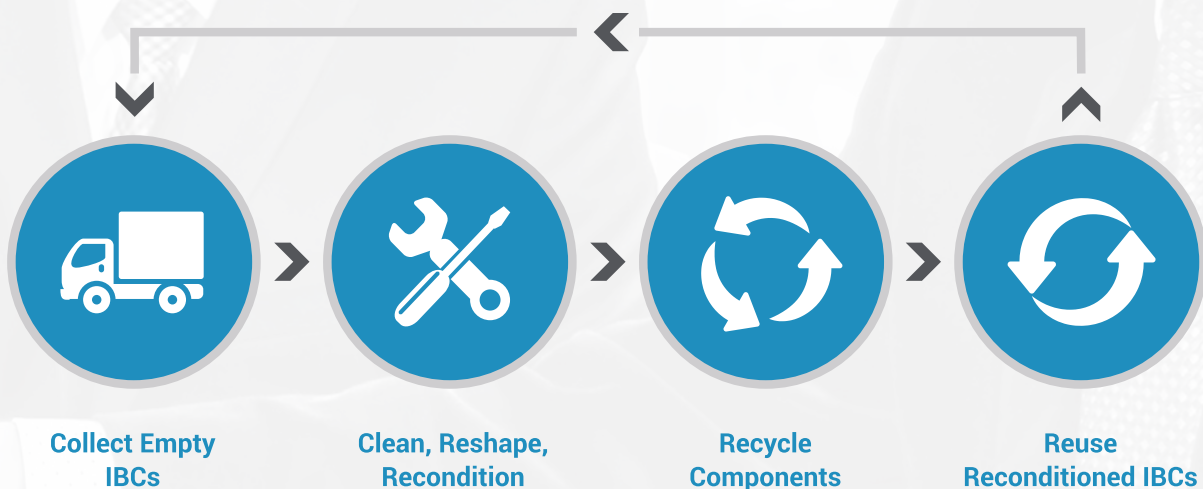 Collect Empty
IBCs
Clean, Reshape,
Recondition
Recycle
Components
Reuse
Reconditioned IBCs